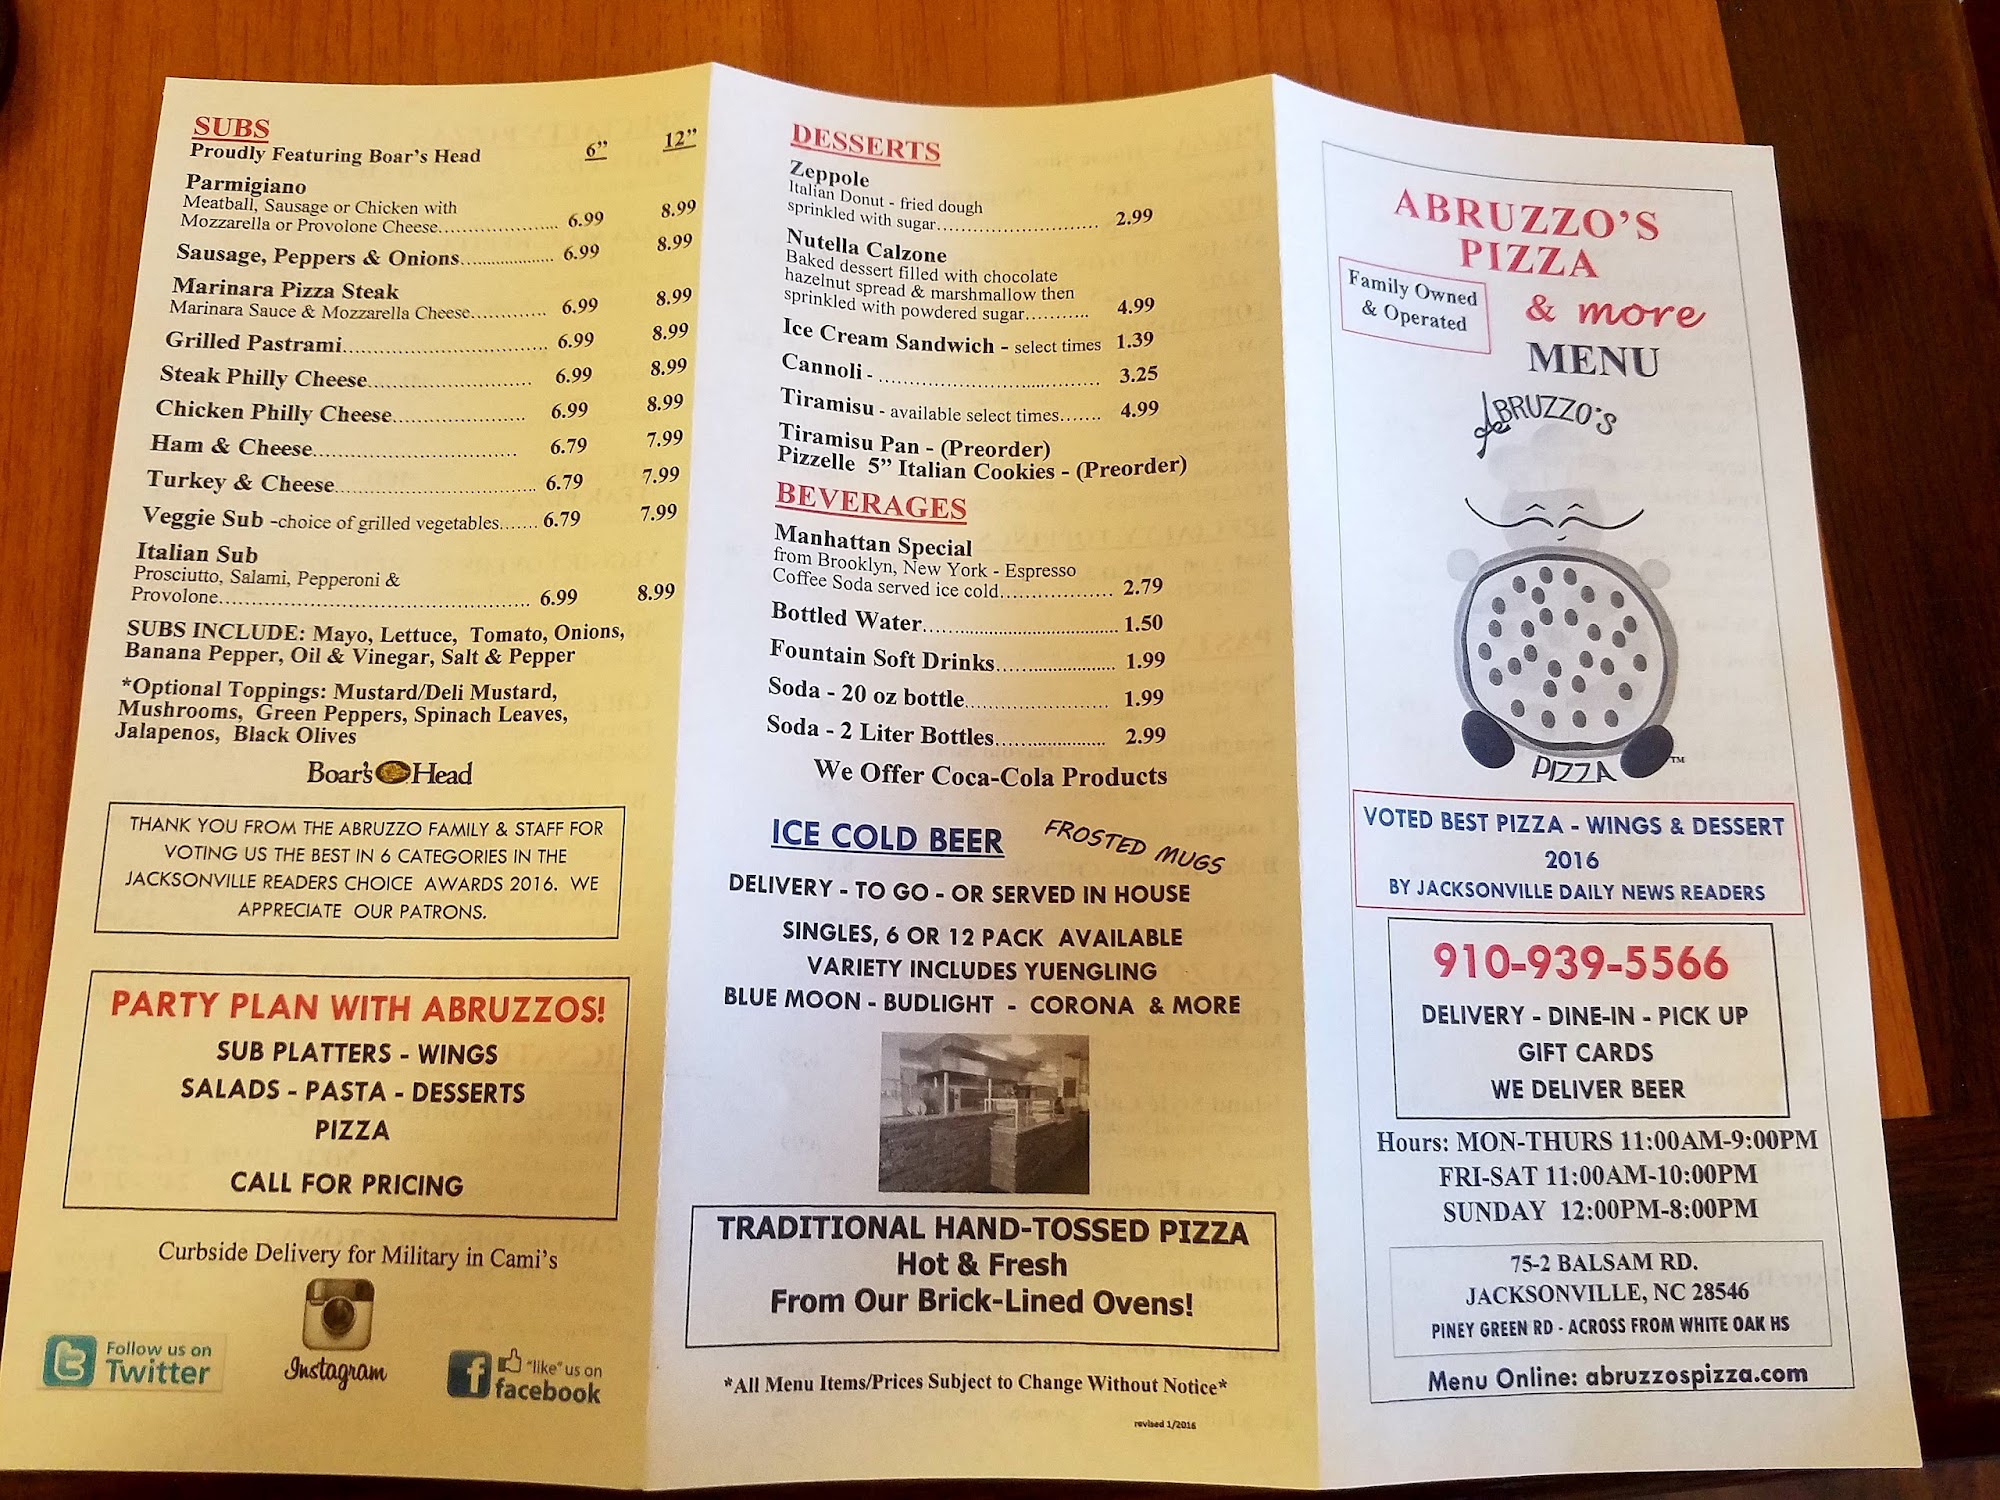 SUBS
Proudly Featuring Boar's Head 6" 12"
Parmigiano
Meatball, Sausage or Chicken with
Mozzarella or Provolone Cheese..................... 6.99 8.99
Sausage, Peppers & Onions..................... 6.99 8.99
Marinara Pizza Steak
Marinara Sauce & Mozzarella Cheese............. 6.99 8.99
Grilled Pastrami................................... 6.99 8.99
Steak Philly Cheese............................ 6.99 8.99
Chicken Philly Cheese....................... 6.99 8.99
Ham & Cheese................................... 6.79 7.99
Turkey & Cheese................................... 6.79 7.99
Veggie Sub -choice of grilled vegetables....... 6.79 7.99
Italian Sub
Prosciutto, Salami, Pepperoni &
Provolone..................................................... 6.99 8.99
SUBS INCLUDE: Mayo, Lettuce, Tomato, Onions,
Banana Pepper, Oil & Vinegar, Salt & Pepper
*Optional Toppings: Mustard/Deli Mustard,
Mushrooms, Green Peppers, Spinach Leaves,
Jalapenos, Black Olives
Boar's Head
THANK YOU FROM THE ABRUZZO FAMILY & STAFF FOR
VOTING US THE BEST IN 6 CATEGORIES IN THE
JACKSONVILLE READERS CHOICE AWARDS 2016. WE
APPRECIATE OUR PATRONS.
PARTY PLAN WITH ABRUZZOS!
SUB PLATTERS - WINGS
SALADS - PASTA - DESSERTS
PIZZA
CALL FOR PRICING
Curbside Delivery for Military in Cami's
Follow us on
Twitter
Instagram
"like" us on
facebook
DESSERTS
Zeppole
Italian Donut - fried dough
sprinkled with sugar............................ 2.99
Nutella Calzone
Baked dessert filled with chocolate
hazelnut spread & marshmallow then
sprinkled with powdered sugar........... 4.99
Ice Cream Sandwich - select times 1.39
Cannoli - ...................................... 3.25
Tiramisu - available select times....... 4.99
Tiramisu Pan - (Preorder)
Pizzelle 5" Italian Cookies - (Preorder)
BEVERAGES
Manhattan Special
from Brooklyn, New York - Espresso
Coffee Soda served ice cold................... 2.79
Bottled Water................................... 1.50
Fountain Soft Drinks..................... 1.99
Soda - 20 oz bottle......................... 1.99
Soda - 2 Liter Bottles................... 2.99
We Offer Coca-Cola Products
ICE COLD BEER FROSTED MUGS
DELIVERY - TO GO - OR SERVED IN HOUSE
SINGLES, 6 OR 12 PACK AVAILABLE
VARIETY INCLUDES YUENGLING
BLUE MOON - BUDLIGHT - CORONA & MORE
TRADITIONAL HAND-TOSSED PIZZA
Hot & Fresh
From Our Brick-Lined Ovens!
*All Menu Items/Prices Subject to Change Without Notice*
revised 1/2016
ABRUZZO'S
PIZZA
Family Owned
& Operated
& more
MENU
ABRUZZO'S
PIZZA
TM
VOTED BEST PIZZA - WINGS & DESSERT
2016
BY JACKSONVILLE DAILY NEWS READERS
910-939-5566
DELIVERY - DINE-IN - PICK UP
GIFT CARDS
WE DELIVER BEER
Hours: MON-THURS 11:00AM-9:00PM
FRI-SAT 11:00AM-10:00PM
SUNDAY 12:00PM-8:00PM
75-2 BALSAM RD.
JACKSONVILLE, NC 28546
PINEY GREEN RD - ACROSS FROM WHITE OAK HS
Menu Online: abruzzospizza.com